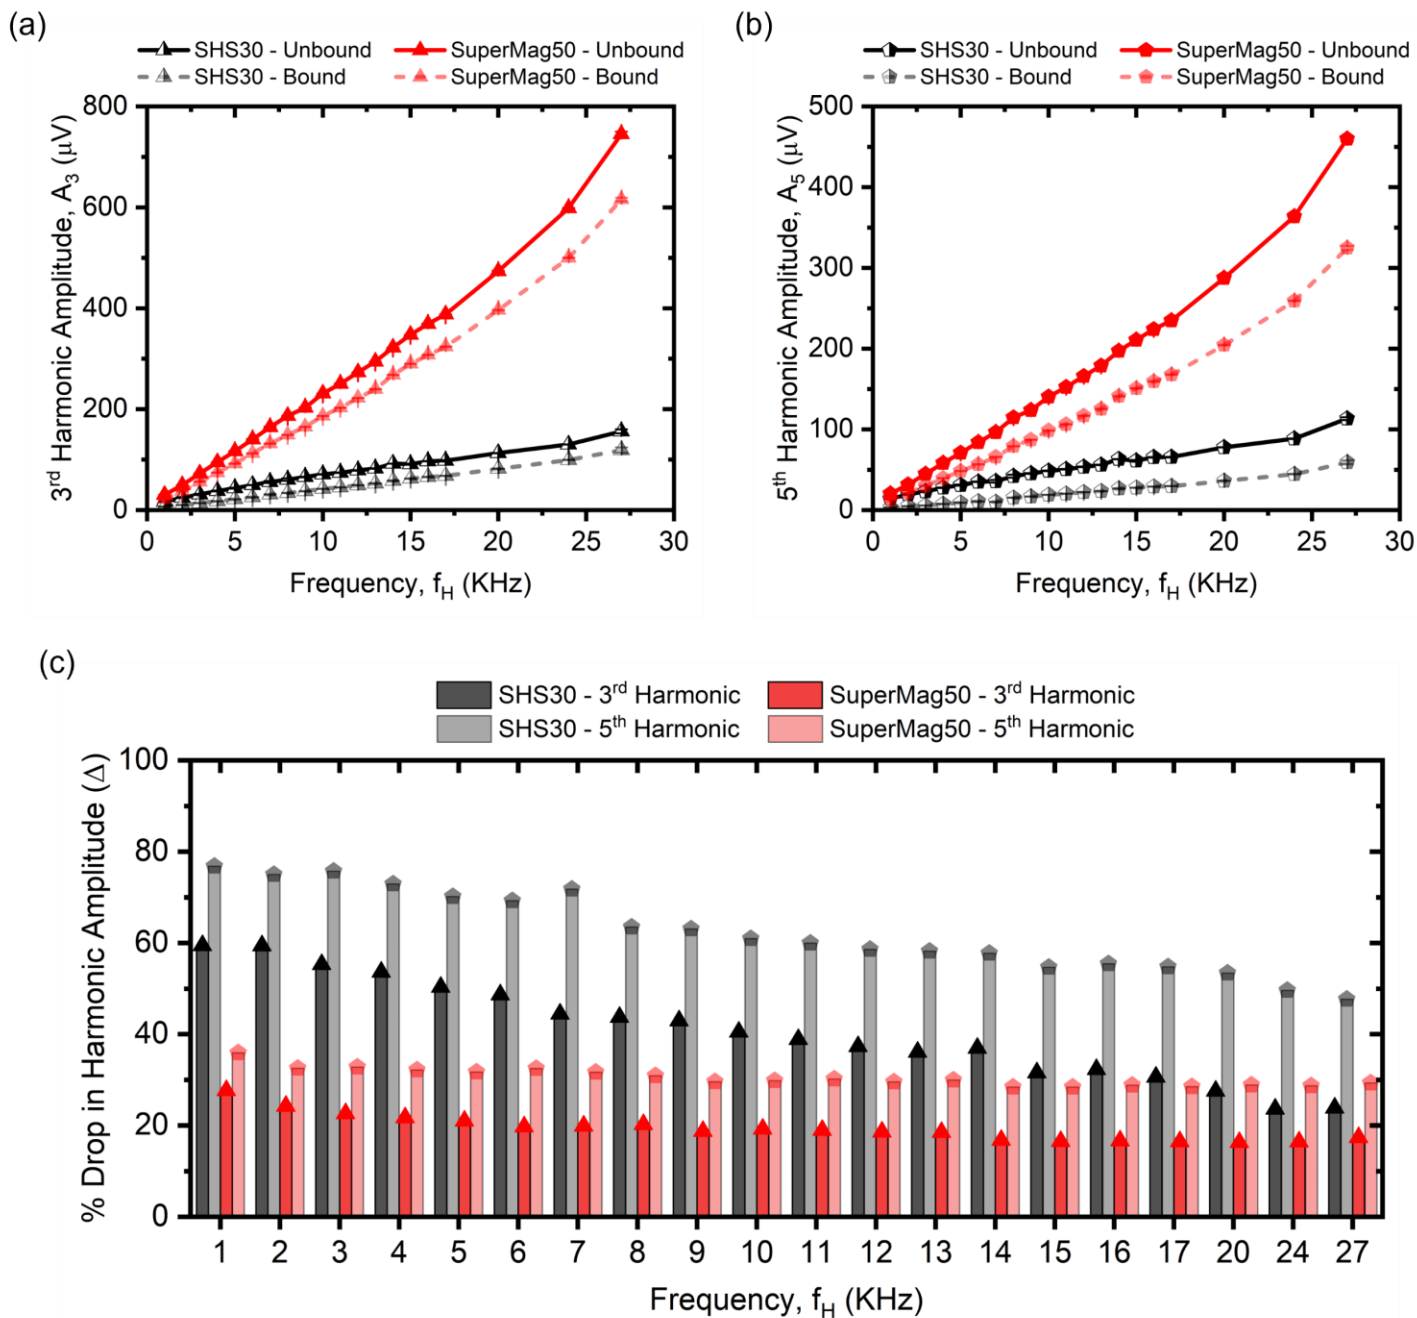 (a)
SHS30 - Unbound SuperMag50 - Unbound
SHS30 - Bound SuperMag50 - Bound
800
600
400
200
0
3rd Harmonic Amplitude, A3 (μV)
0 5 10 15 20 25 30
Frequency, fH (KHz)
(b)
SHS30 - Unbound SuperMag50 - Unbound
SHS30 - Bound SuperMag50 - Bound
500
400
300
200
100
0
5th Harmonic Amplitude, A5 (μV)
0 5 10 15 20 25 30
Frequency, fH (KHz)
(c)
SHS30 - 3rd Harmonic SuperMag50 - 3rd Harmonic
SHS30 - 5th Harmonic SuperMag50 - 5th Harmonic
100
80
60
40
20
0
% Drop in Harmonic Amplitude (Δ)
1 2 3 4 5 6 7 8 9 10 11 12 13 14 15 16 17 20 24 27
Frequency, fH (KHz)